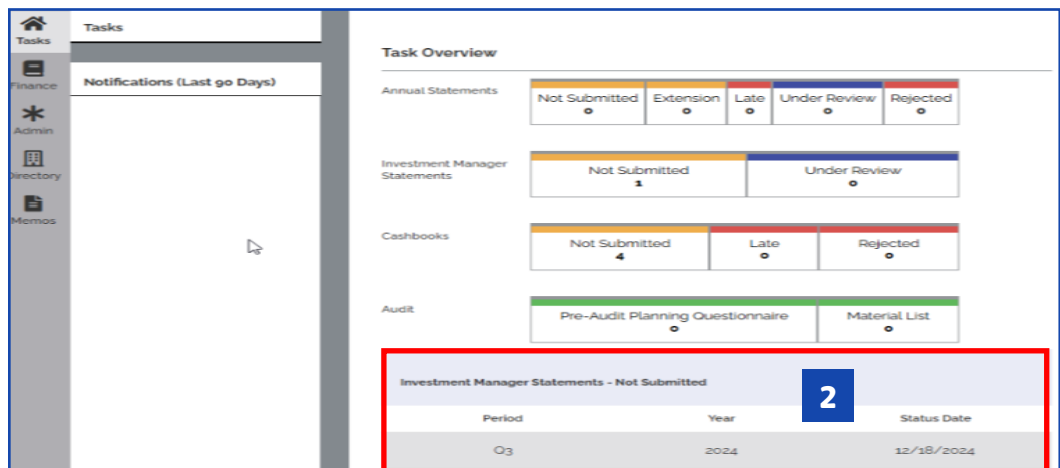 Tasks
Finance
Admin
Directory
Memos
Tasks
Notifications (Last 90 Days)
Task Overview
Annual Statements
Not Submitted Extension Late Under Review Rejected
0 0 0 0 0
Investment Manager
Statements
Not Submitted Under Review
1 0
Cashbooks
Not Submitted Late Rejected
4 0 0
Audit
Pre-Audit Planning Questionnaire Material List
0 0
Investment Manager Statements - Not Submitted
2
Period Year Status Date
Q3 2024 12/18/2024